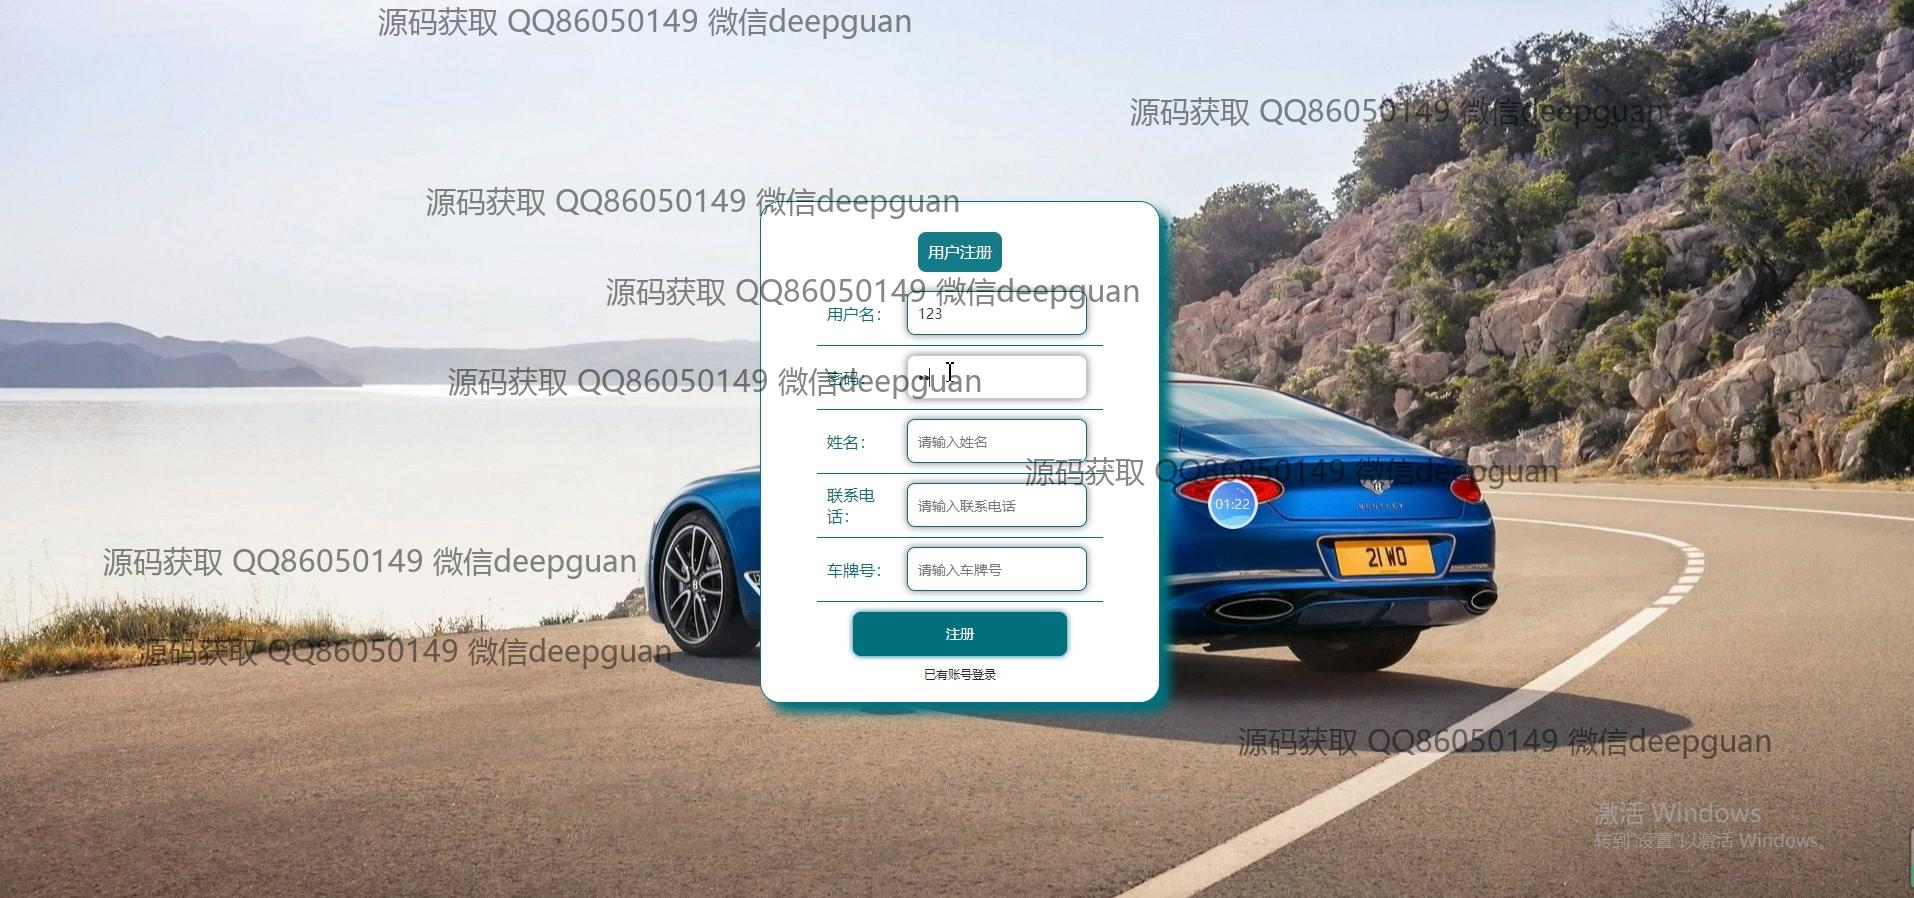 源码获取 QQ86050149 微信deepguan
源码获取 QQ86050149 微信deepguan
源码获取 QQ86050149 微信deepguan
用户注册
源码获取 QQ86050149 微信deepguan
用户名：
123
源码获取 QQ86050149 微信deepguan
密码：
姓名：
请输入姓名
源码获取 QQ86050149 微信deepguan
联系电
话：
请输入联系电话
01:22
BENTLEY
21 WO
源码获取 QQ86050149 微信deepguan
车牌号：
请输入车牌号
注册
源码获取 QQ86050149 微信deepguan
已有账号登录
源码获取 QQ86050149 微信deepguan
激活 Windows
转到"设置"以激活 Windows。